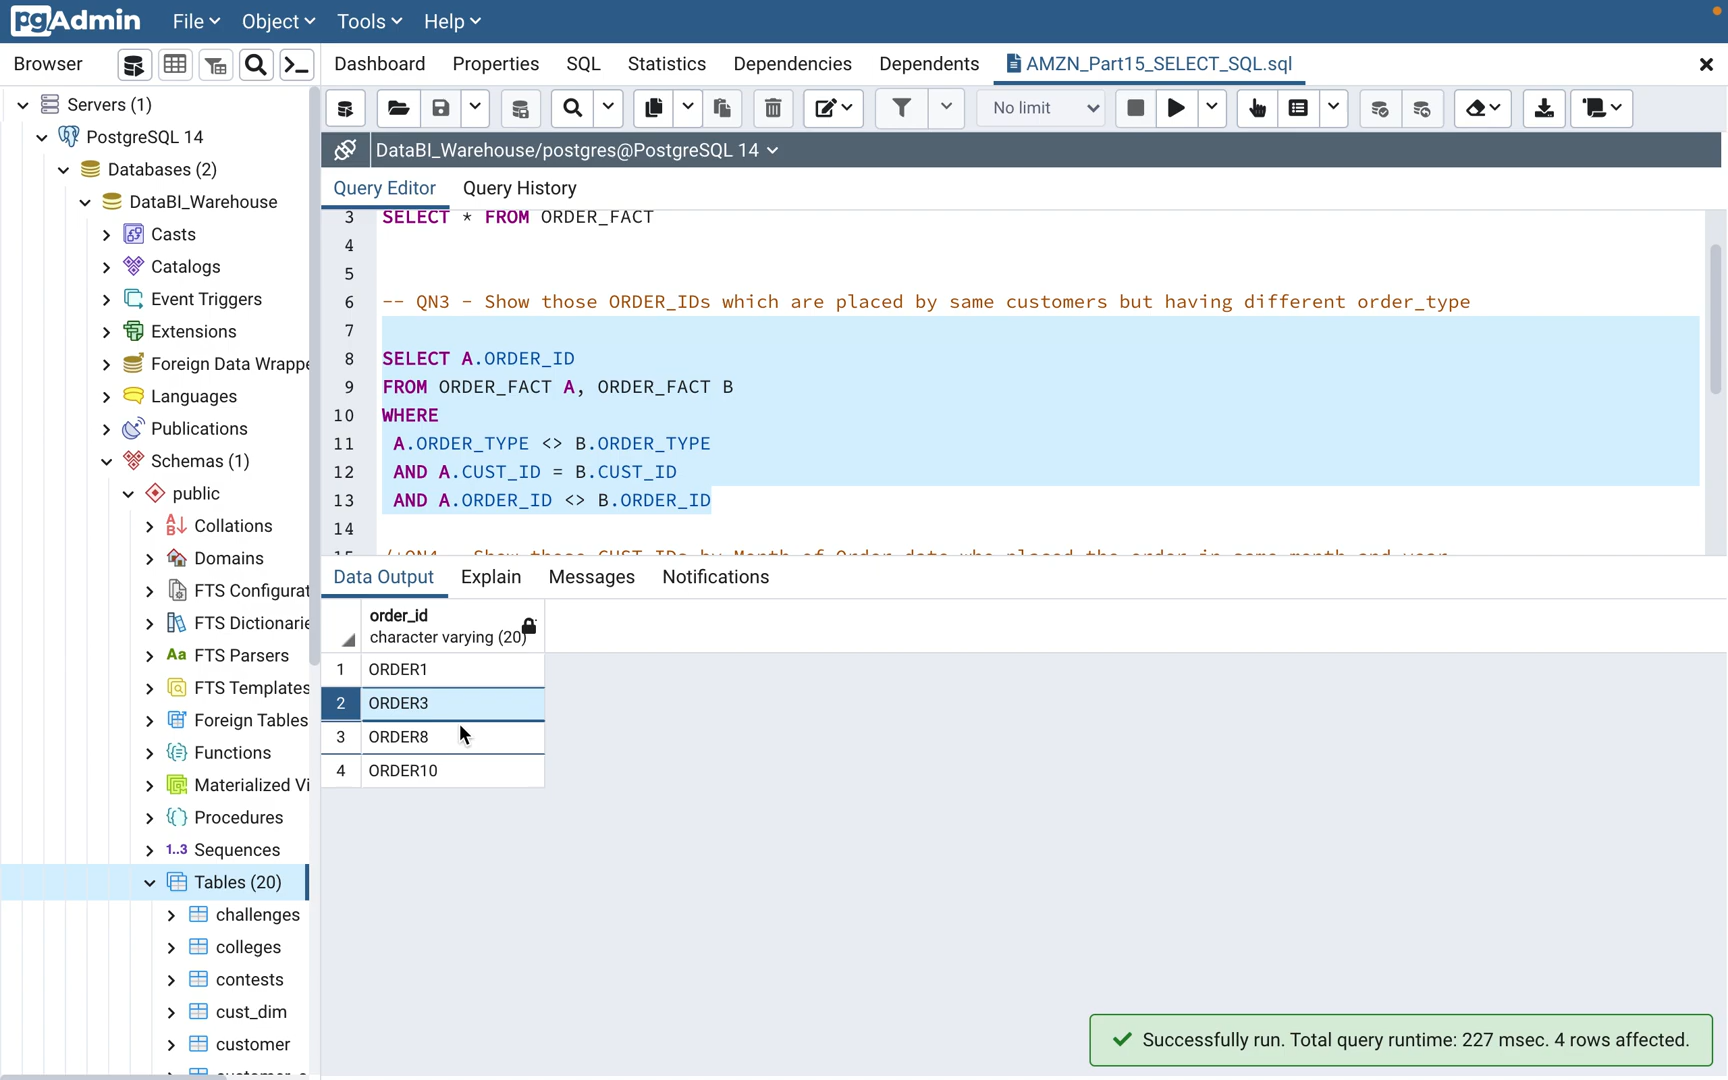 pgAdmin File Object Tools Help
Browser Dashboard Properties SQL Statistics Dependencies Dependents AMZN_Part15_SELECT_SQL.sql
No limit
DataBI_Warehouse/postgres@PostgreSQL 14
Query Editor Query History
Servers (1)
PostgreSQL 14
Databases (2)
DataBI_Warehouse
Casts
Catalogs
Event Triggers
Extensions
Foreign Data Wrappe
Languages
Publications
Schemas (1)
public
Collations
Domains
FTS Configurat
FTS Dictionarie
Aa FTS Parsers
FTS Templates
Foreign Tables
Functions
Materialized Vi
Procedures
1..3 Sequences
Tables (20)
challenges
colleges
contests
cust_dim
customer
3 SELECT * FROM ORDER_FACT
4
5
6 -- QN3 - Show those ORDER_IDs which are placed by same customers but having different order_type
7
8 SELECT A.ORDER_ID
9 FROM ORDER_FACT A, ORDER_FACT B
10 WHERE
11 A.ORDER_TYPE <> B.ORDER_TYPE
12 AND A.CUST_ID = B.CUST_ID
13 AND A.ORDER_ID <> B.ORDER_ID
14
Data Output Explain Messages Notifications
order_id
character varying (20)
1 ORDER1
2 ORDER3
3 ORDER8
4 ORDER10
Successfully run. Total query runtime: 227 msec. 4 rows affected.